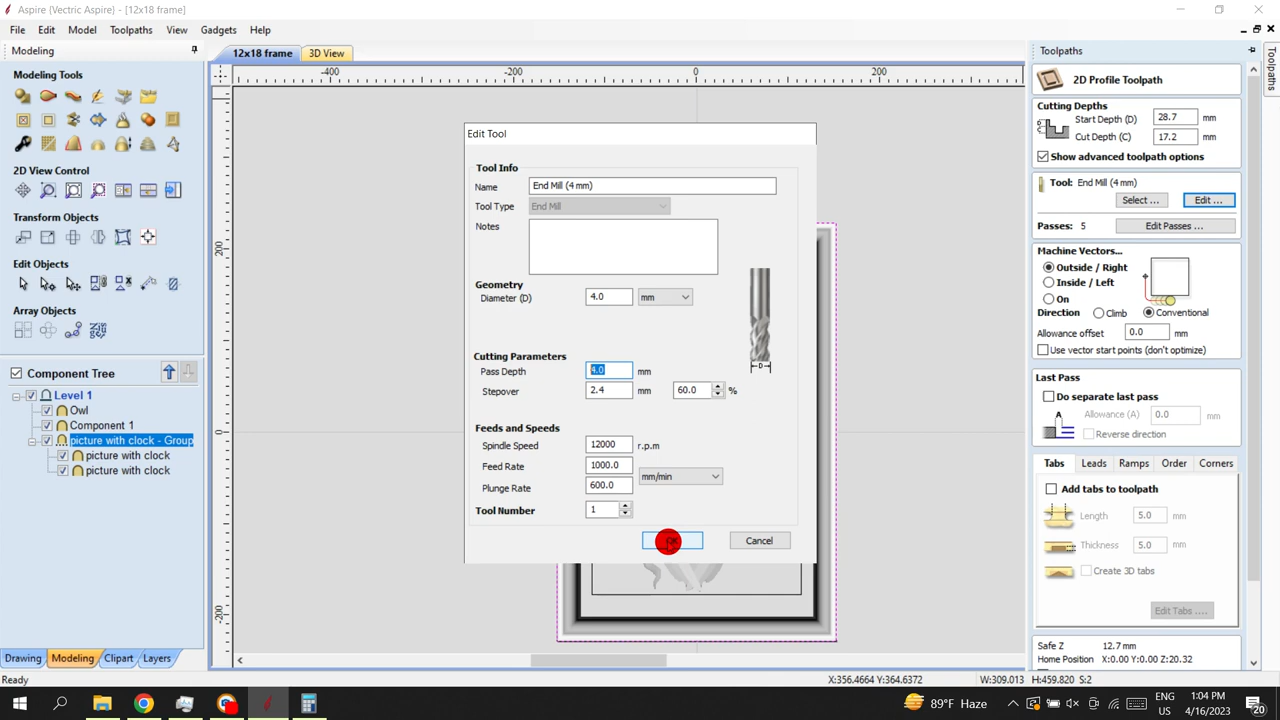 Aspire (Vectric Aspire) - [12x18 frame]
File Edit Model Toolpaths View Gadgets Help
Modeling
12x18 frame 3D View
-400 -200 0 200
200
0
-200
Modeling Tools
2D View Control
Transform Objects
Edit Objects
Array Objects
Component Tree
Level 1
Owl
Component 1
picture with clock - Group
picture with clock
picture with clock
Drawing Modeling Clipart Layers
Edit Tool
Tool Info
Name End Mill (4 mm)
Tool Type End Mill
Notes
Geometry
Diameter (D) 4.0 mm
D
Cutting Parameters
Pass Depth 4.0 mm
Stepover 2.4 mm 60.0 %
Feeds and Speeds
Spindle Speed 12000 r.p.m
Feed Rate 1000.0 mm/min
Plunge Rate 600.0
Tool Number 1
Cancel
Toolpaths
Toolpaths
2D Profile Toolpath
Cutting Depths
Start Depth (D) 28.7 mm
Cut Depth (C) 17.2 mm
Show advanced toolpath options
Tool: End Mill (4 mm)
Select ... Edit ...
Passes: 5 Edit Passes ...
Machine Vectors...
Outside / Right
Inside / Left
On
Direction Climb Conventional
Allowance offset 0.0 mm
Use vector start points (don't optimize)
Last Pass
Do separate last pass
A Allowance (A) 0.0 mm
Reverse direction
Tabs Leads Ramps Order Corners
Add tabs to toolpath
Length 5.0 mm
Thickness 5.0 mm
Create 3D tabs
Edit Tabs ....
Safe Z 12.7 mm
Home Position X:0.00 Y:0.00 Z:20.32
Ready X:356.4664 Y:364.6372 W:309.013 H:459.820 S:2
89°F Haze
ENG
US
1:04 PM
4/16/2023
20